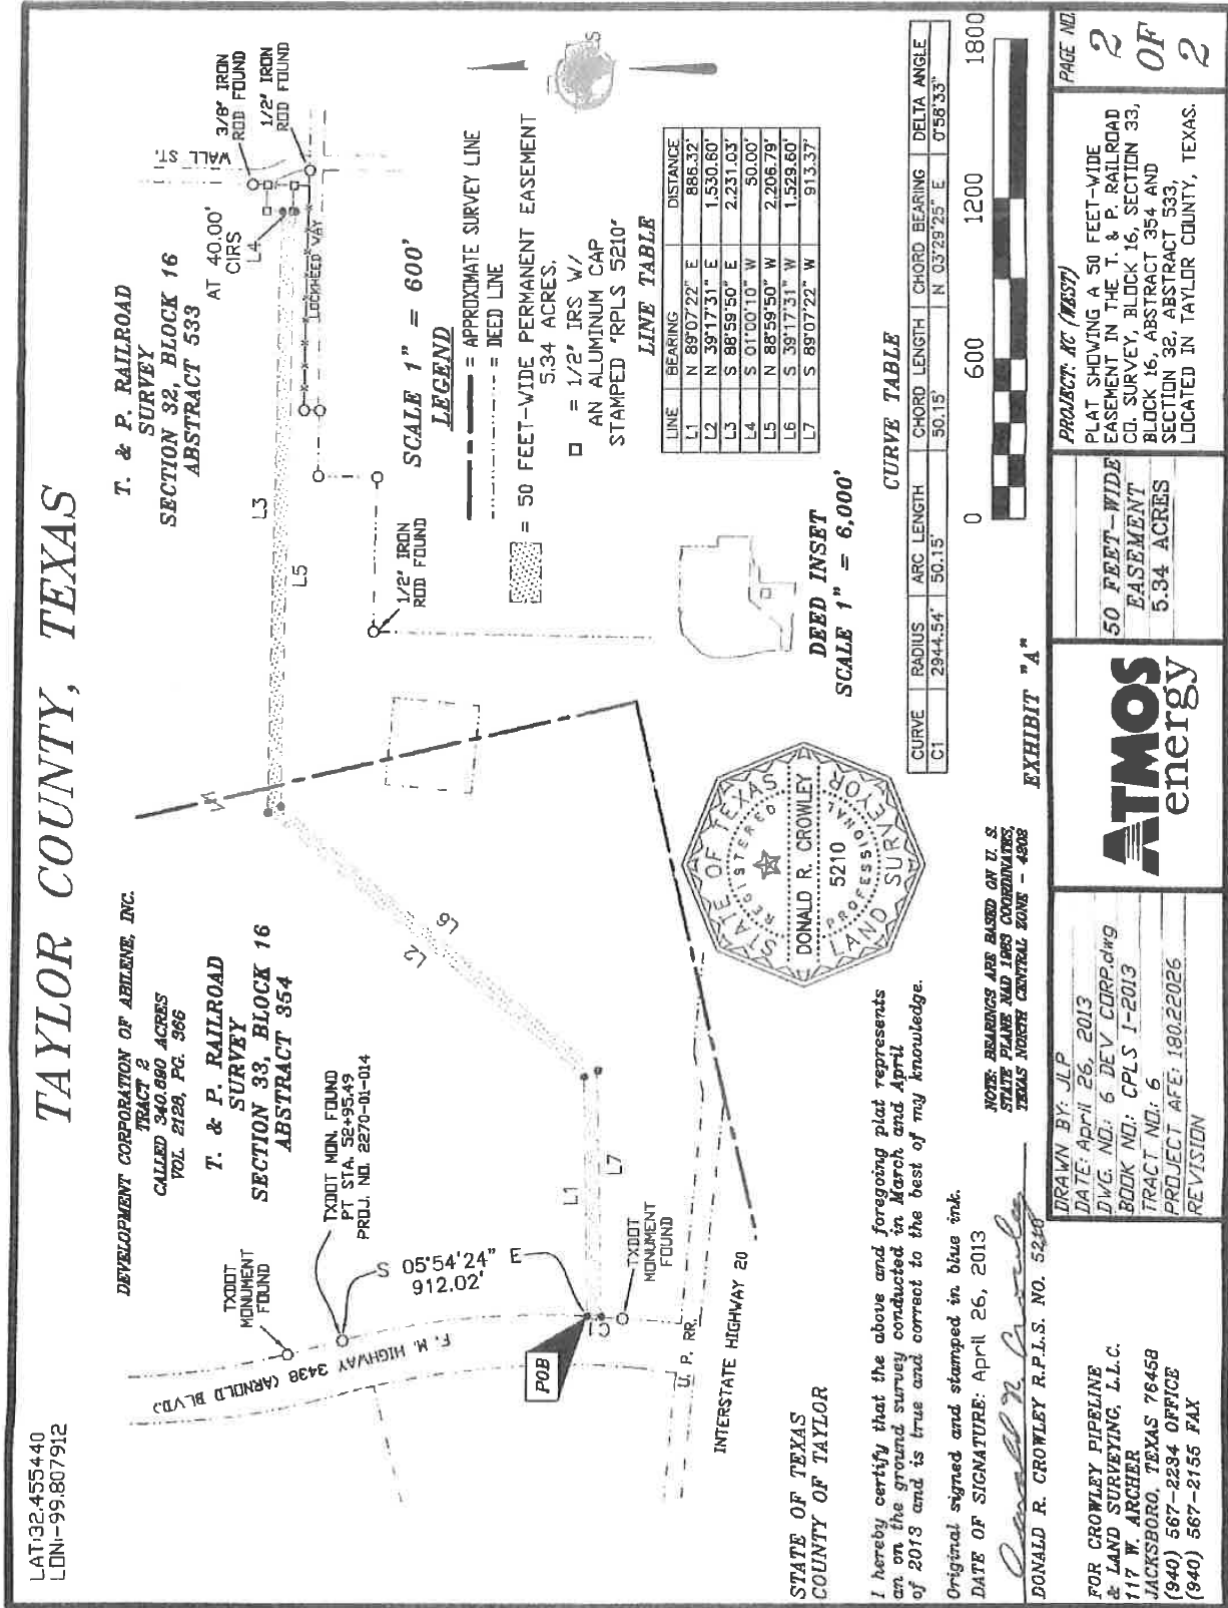 LAT:32.455440
LON:-99.807912
TAYLOR COUNTY, TEXAS
DEVELOPMENT CORPORATION OF ABILENE, INC.
TRACT 2
CALLED 340.690 ACRES
VOL. 2128, PG. 366
T. & P. RAILROAD
SURVEY
SECTION 33, BLOCK 16
ABSTRACT 354
TXDOT
MONUMENT
FOUND
TXDOT MON. FOUND
PT STA. 52+95.49
PROJ. NO. 2270-01-014
S 05°54'24" E
912.02'
F. M. HIGHWAY 3438 (ARNOLD BLVD)
POB
C1
L1
L7
TXDOT
MONUMENT
FOUND
U. P. RR.
INTERSTATE HIGHWAY 20
L2
L6
L3
L5
T. & P. RAILROAD
SURVEY
SECTION 32, BLOCK 16
ABSTRACT 533
AT 40.00'
CIRS
L4
WALL ST.
3/8" IRON
ROD FOUND
1/2" IRON
ROD FOUND
LOCKHEED WAY
1/2" IRON
ROD FOUND
SCALE 1" = 600'
LEGEND
= APPROXIMATE SURVEY LINE
= DEED LINE
= 50 FEET-WIDE PERMANENT EASEMENT
5.34 ACRES.
□ = 1/2" IRS W/
AN ALUMINUM CAP
STAMPED "RPLS 5210"
S
LINE TABLE
LINE BEARING DISTANCE
L1 N 89°07'22" E 886.32'
L2 N 39°17'31" E 1,530.60'
L3 S 88°59'50" E 2,231.03'
L4 S 01°00'10" W 50.00'
L5 N 88°59'50" W 2,206.79'
L6 S 39°17'31" W 1,529.60'
L7 S 89°07'22" W 913.37'
DEED INSET
SCALE 1" = 6,000'
CURVE TABLE
CURVE RADIUS ARC LENGTH CHORD LENGTH CHORD BEARING DELTA ANGLE
C1 2944.54' 50.15' 50.15' N 03°29'25" E 0°58'33"
0 600 1200 1800
STATE OF TEXAS
REGISTERED
DONALD R. CROWLEY
5210
PROFESSIONAL
LAND SURVEYOR
STATE OF TEXAS
COUNTY OF TAYLOR
I hereby certify that the above and foregoing plat represents
an on the ground survey conducted in March and April
of 2013 and is true and correct to the best of my knowledge.
Original signed and stamped in blue ink.
DATE OF SIGNATURE: April 26, 2013
Donald R. Crowley
DONALD R. CROWLEY R.P.L.S. NO. 5210
NOTE: BEARINGS ARE BASED ON U. S.
STATE PLANE NAD 1983 COORDINATES,
TEXAS NORTH CENTRAL ZONE - 4202
EXHIBIT "A"
FOR CROWLEY PIPELINE
& LAND SURVEYING, L.L.C.
117 W. ARCHER
JACKSBORO, TEXAS 76458
(940) 567-2234 OFFICE
(940) 567-2155 FAX
DRAWN BY: JLP
DATE: April 26, 2013
DWG. NO.: 6 DEV CORP.dwg
BOOK NO.: CPLS 1-2013
TRACT NO.: 6
PROJECT AFE: 180.22026
REVISION
ATMOS
energy
50 FEET-WIDE
EASEMENT
5.34 ACRES
PROJECT: KC (WEST)
PLAT SHOWING A 50 FEET-WIDE
EASEMENT IN THE T. & P. RAILROAD
CO. SURVEY, BLOCK 16, SECTION 33,
BLOCK 16, ABSTRACT 354 AND
SECTION 32, ABSTRACT 533,
LOCATED IN TAYLOR COUNTY, TEXAS.
PAGE NO.
2
OF
2